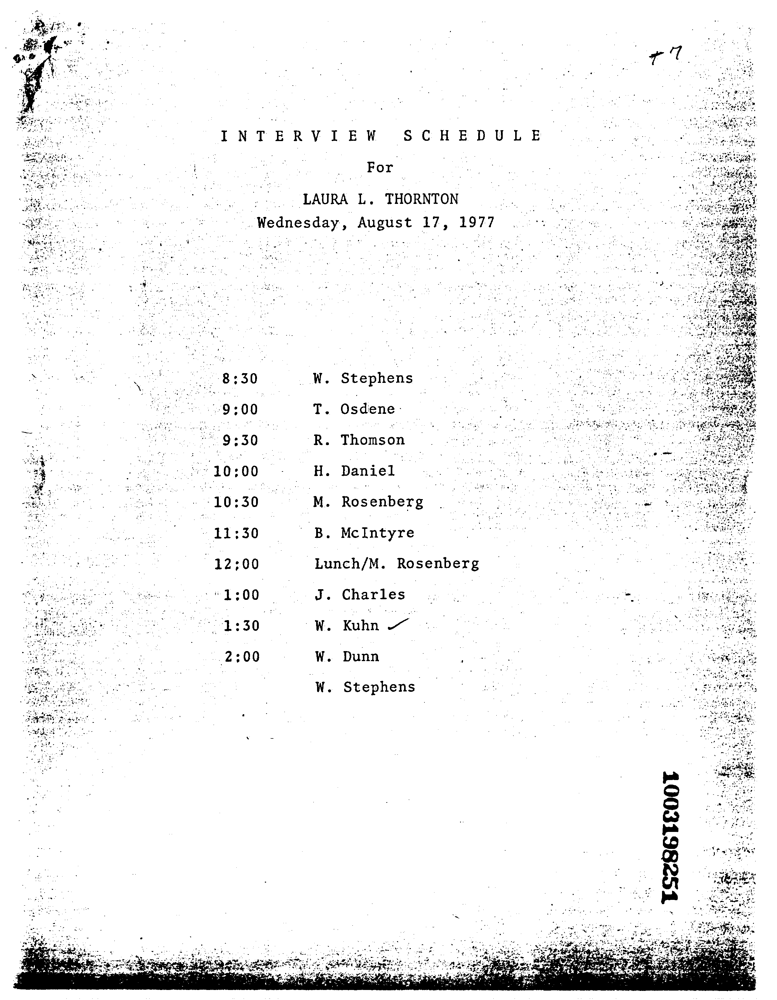 +7
I N T E R V I E W   S C H E D U L E
For
LAURA L. THORNTON
Wednesday, August 17, 1977
8:30 W. Stephens
9:00 T. Osdene
9:30 R. Thomson
10:00 H. Daniel
10:30 M. Rosenberg
11:30 B. McIntyre
12:00 Lunch/M. Rosenberg
1:00 J. Charles
1:30 W. Kuhn ✓
2:00 W. Dunn
W. Stephens
1003198251